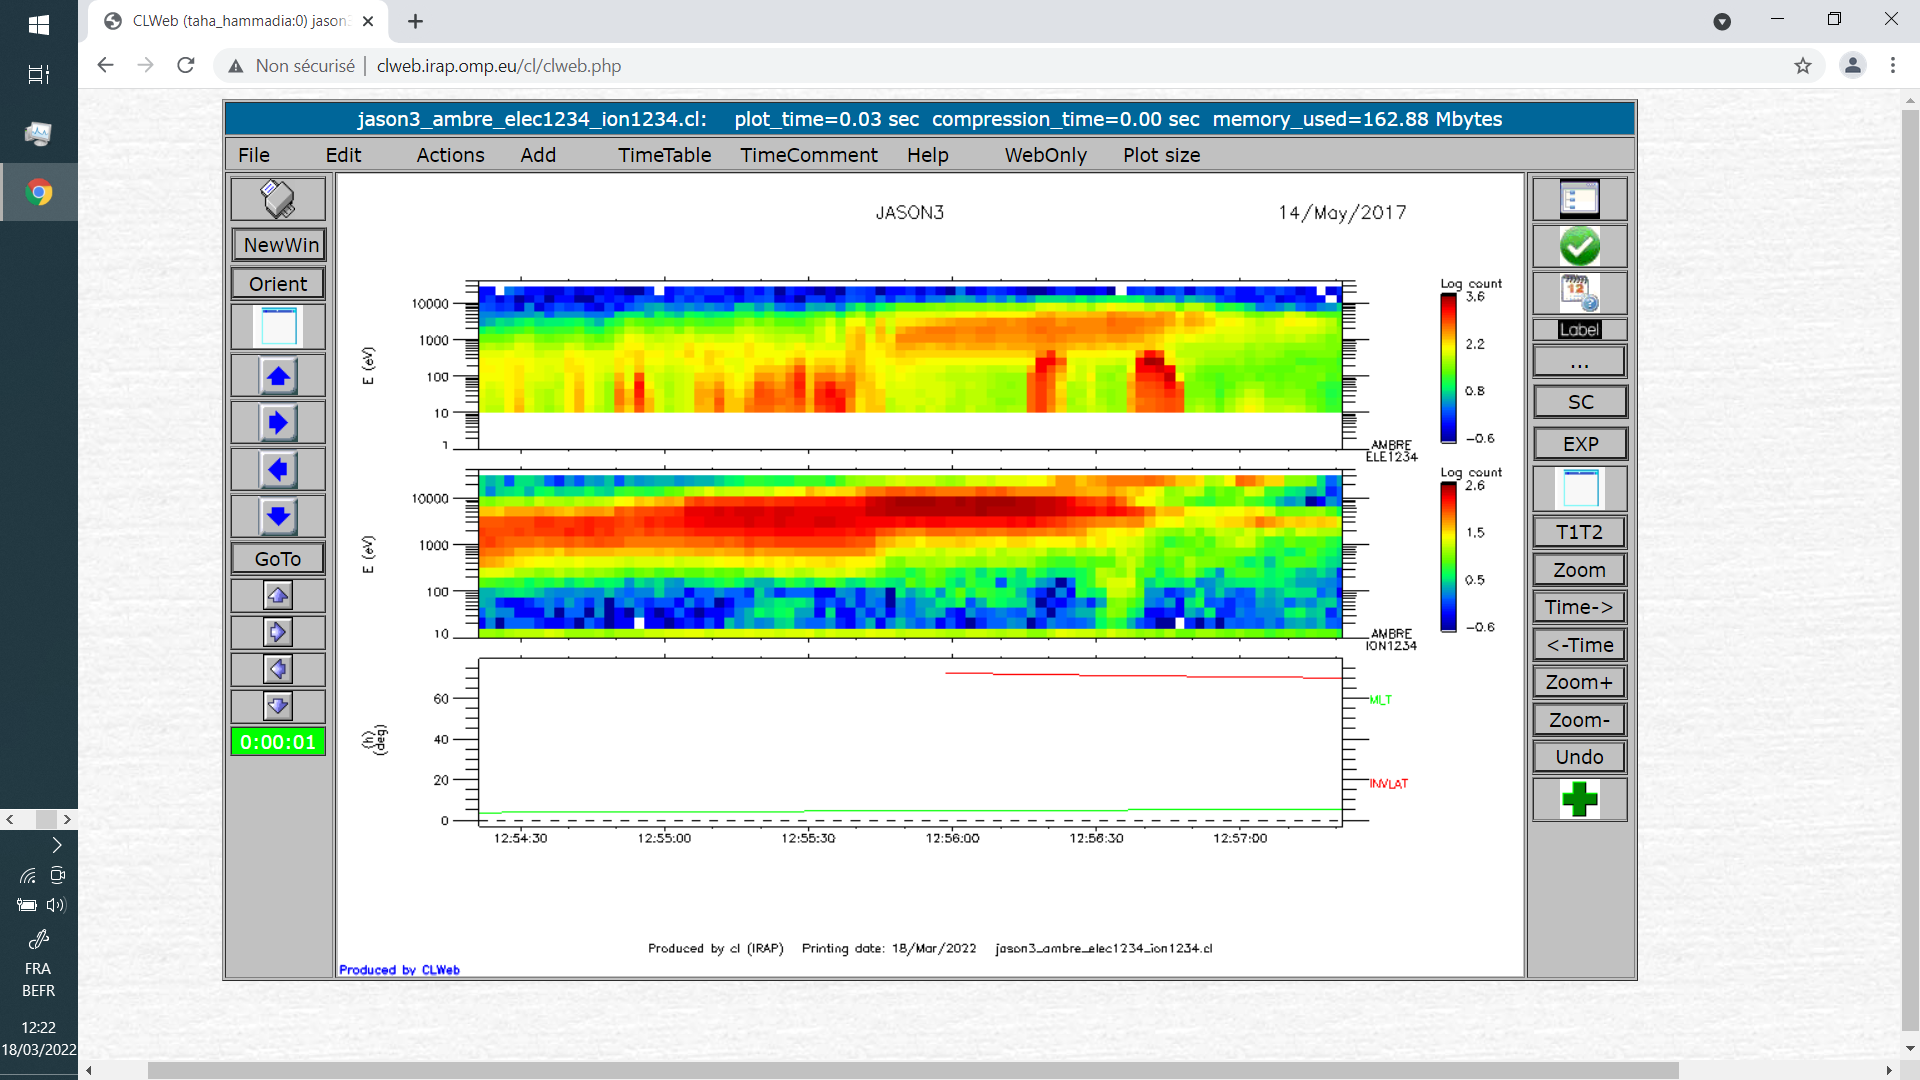 CLWeb (taha_hammadia:0) jason3
Non sécurisé | clweb.irap.omp.eu/cl/clweb.php
jason3_ambre_elec1234_ion1234.cl: plot_time=0.03 sec compression_time=0.00 sec memory_used=162.88 Mbytes
File Edit Actions Add TimeTable TimeComment Help WebOnly Plot size
NewWin
Orient
GoTo
0:00:01
JASON3 14/May/2017
E (eV)
10000
1000
100
10
1
Log count
3.6
2.2
0.8
-0.6
AMBRE
ELE1234
E (eV)
10000
1000
100
10
Log count
2.6
1.5
0.5
-0.6
AMBRE
ION1234
(h)
(deg)
60
40
20
0
MLT
INVLAT
12:54:30 12:55:00 12:55:30 12:56:00 12:56:30 12:57:00
Produced by cl (IRAP) Printing date: 18/Mar/2022 jason3_ambre_elec1234_ion1234.cl
Produced by CLWeb
12
Label
...
SC
EXP
T1T2
Zoom
Time->
<-Time
Zoom+
Zoom-
Undo
FRA
BEFR
12:22
18/03/2022